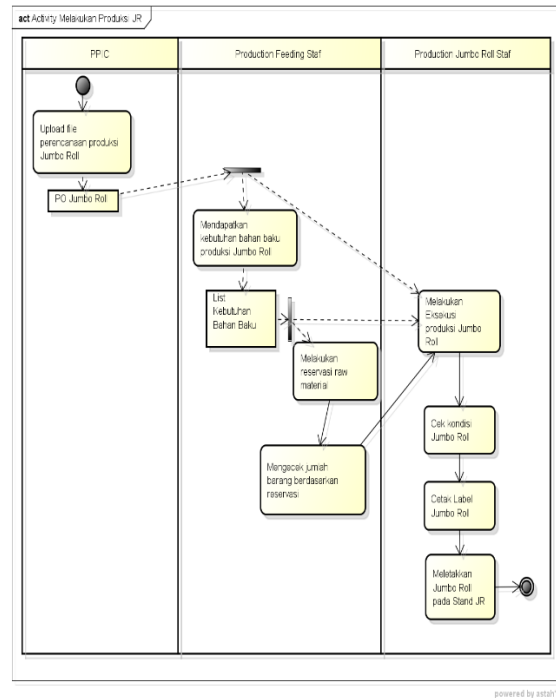 act Activity Melakukan Produksi JR
PPIC
Production Feeding Staf
Production Jumbo Roll Staf
Upload file
perencanaan produksi
Jumbo Roll
PO Jumbo Roll
Mendapatkan
kebutuhan bahan baku
produksi Jumbo Roll
List
Kebutuhan
Bahan Baku
Melakukan
reservasi raw
material
Mengecek jumlah
barang berdasarkan
reservasi
Melakukan
Eksekusi
produksi Jumbo
Roll
Cek kondisi
Jumbo Roll
Cetak Label
Jumbo Roll
Meletakkan
Jumbo Roll
pada Stand JR
powered by astah*